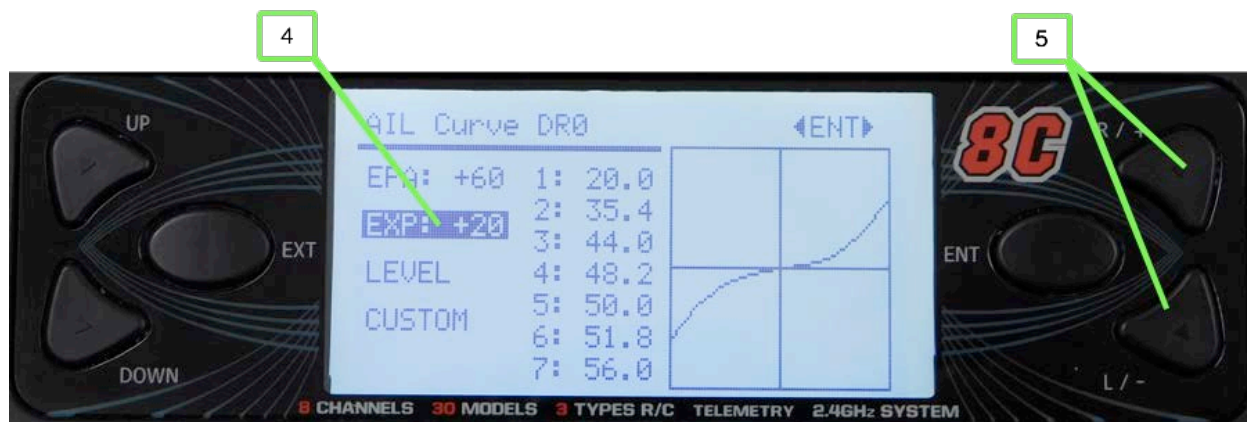 4
5
UP
EXT
DOWN
AIL Curve DR0
◀ENT▶
EPA: +60
EXP: +20
LEVEL
CUSTOM
1: 20.0
2: 35.4
3: 44.0
4: 48.2
5: 50.0
6: 51.8
7: 56.0
8C
R / +
ENT
L / -
8 CHANNELS 30 MODELS 3 TYPES R/C TELEMETRY 2.4GHz SYSTEM